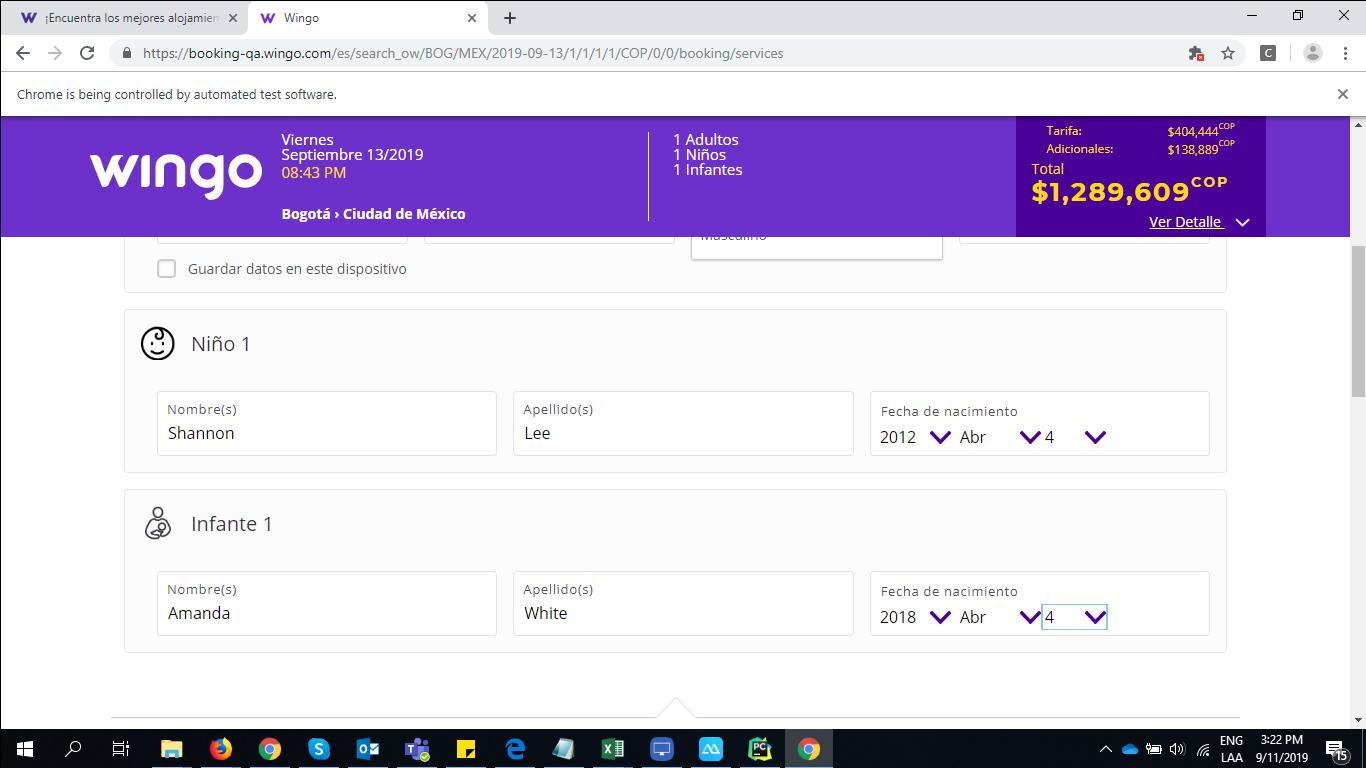 ¡Encuentra los mejores alojamien
Wingo
https://booking-qa.wingo.com/es/search_ow/BOG/MEX/2019-09-13/1/1/1/1/COP/0/0/booking/services
C
Chrome is being controlled by automated test software.
wingo
Viernes
Septiembre 13/2019
08:43 PM
Bogotá › Ciudad de México
1 Adultos
1 Niños
1 Infantes
Tarifa: $404,444 COP
Adicionales: $138,889 COP
Total
$1,289,609 COP
Ver Detalle
Masculino
Guardar datos en este dispositivo
Niño 1
Nombre(s)
Shannon
Apellido(s)
Lee
Fecha de nacimiento
2012 Abr 4
Infante 1
Nombre(s)
Amanda
Apellido(s)
White
Fecha de nacimiento
2018 Abr 4
ENG
LAA
3:22 PM
9/11/2019
15